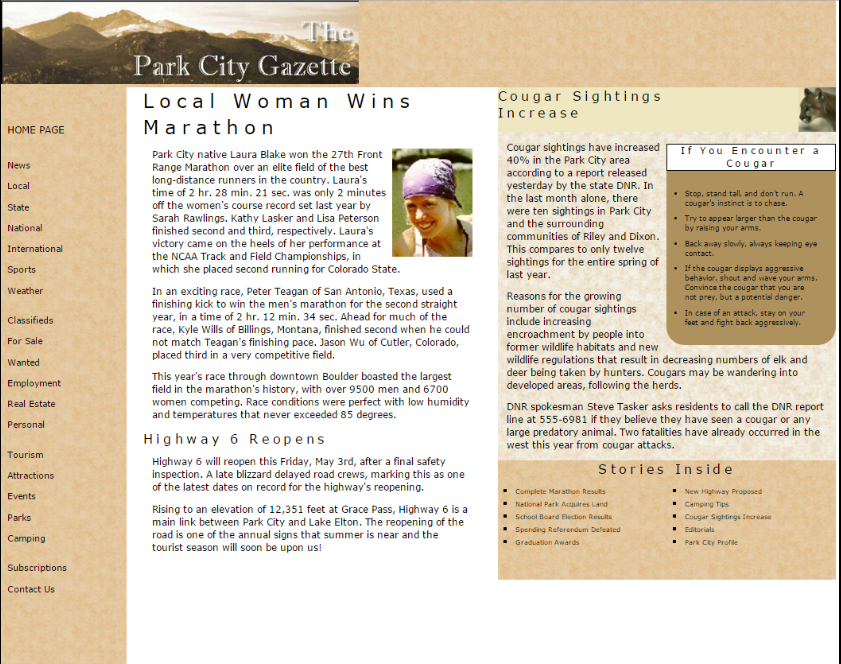 The
Park City Gazette
HOME PAGE
News
Local
State
National
International
Sports
Weather
Classifieds
For Sale
Wanted
Employment
Real Estate
Personal
Tourism
Attractions
Events
Parks
Camping
Subscriptions
Contact Us
Local Woman Wins
Marathon
Park City native Laura Blake won the 27th Front
Range Marathon over an elite field of the best
long-distance runners in the country. Laura's
time of 2 hr. 28 min. 21 sec. was only 2 minutes
off the women's course record set last year by
Sarah Rawlings. Kathy Lasker and Lisa Peterson
finished second and third, respectively. Laura's
victory came on the heels of her performance at
the NCAA Track and Field Championships, in
which she placed second running for Colorado State.
In an exciting race, Peter Teagan of San Antonio, Texas, used a
finishing kick to win the men's marathon for the second straight
year, in a time of 2 hr. 12 min. 34 sec. Ahead for much of the
race, Kyle Wills of Billings, Montana, finished second when he could
not match Teagan's finishing pace. Jason Wu of Cutler, Colorado,
placed third in a very competitive field.
This year's race through downtown Boulder boasted the largest
field in the marathon's history, with over 9500 men and 6700
women competing. Race conditions were perfect with low humidity
and temperatures that never exceeded 85 degrees.
Highway 6 Reopens
Highway 6 will reopen this Friday, May 3rd, after a final safety
inspection. A late blizzard delayed road crews, marking this as one
of the latest dates on record for the highway's reopening.
Rising to an elevation of 12,351 feet at Grace Pass, Highway 6 is a
main link between Park City and Lake Elton. The reopening of the
road is one of the annual signs that summer is near and the
tourist season will soon be upon us!
Cougar Sightings
Increase
Cougar sightings have increased
40% in the Park City area
according to a report released
yesterday by the state DNR. In
the last month alone, there
were ten sightings in Park City
and the surrounding
communities of Riley and Dixon.
This compares to only twelve
sightings for the entire spring of
last year.
Reasons for the growing
number of cougar sightings
include increasing
encroachment by people into
former wildlife habitats and new
wildlife regulations that result in decreasing numbers of elk and
deer being taken by hunters. Cougars may be wandering into
developed areas, following the herds.
DNR spokesman Steve Tasker asks residents to call the DNR report
line at 555-6981 if they believe they have seen a cougar or any
large predatory animal. Two fatalities have already occurred in the
west this year from cougar attacks.
If You Encounter a
Cougar
Stop, stand tall, and don't run. A
cougar's instinct is to chase.
Try to appear larger than the cougar
by raising your arms.
Back away slowly, always keeping eye
contact.
If the cougar displays aggressive
behavior, shout and wave your arms.
Convince the cougar that you are
not prey, but a potential danger.
In case of an attack, stay on your
feet and fight back aggressively.
Stories Inside
Complete Marathon Results
National Park Acquires Land
School Board Election Results
Spending Referendum Defeated
Graduation Awards
New Highway Proposed
Camping Tips
Cougar Sightings Increase
Editorials
Park City Profile